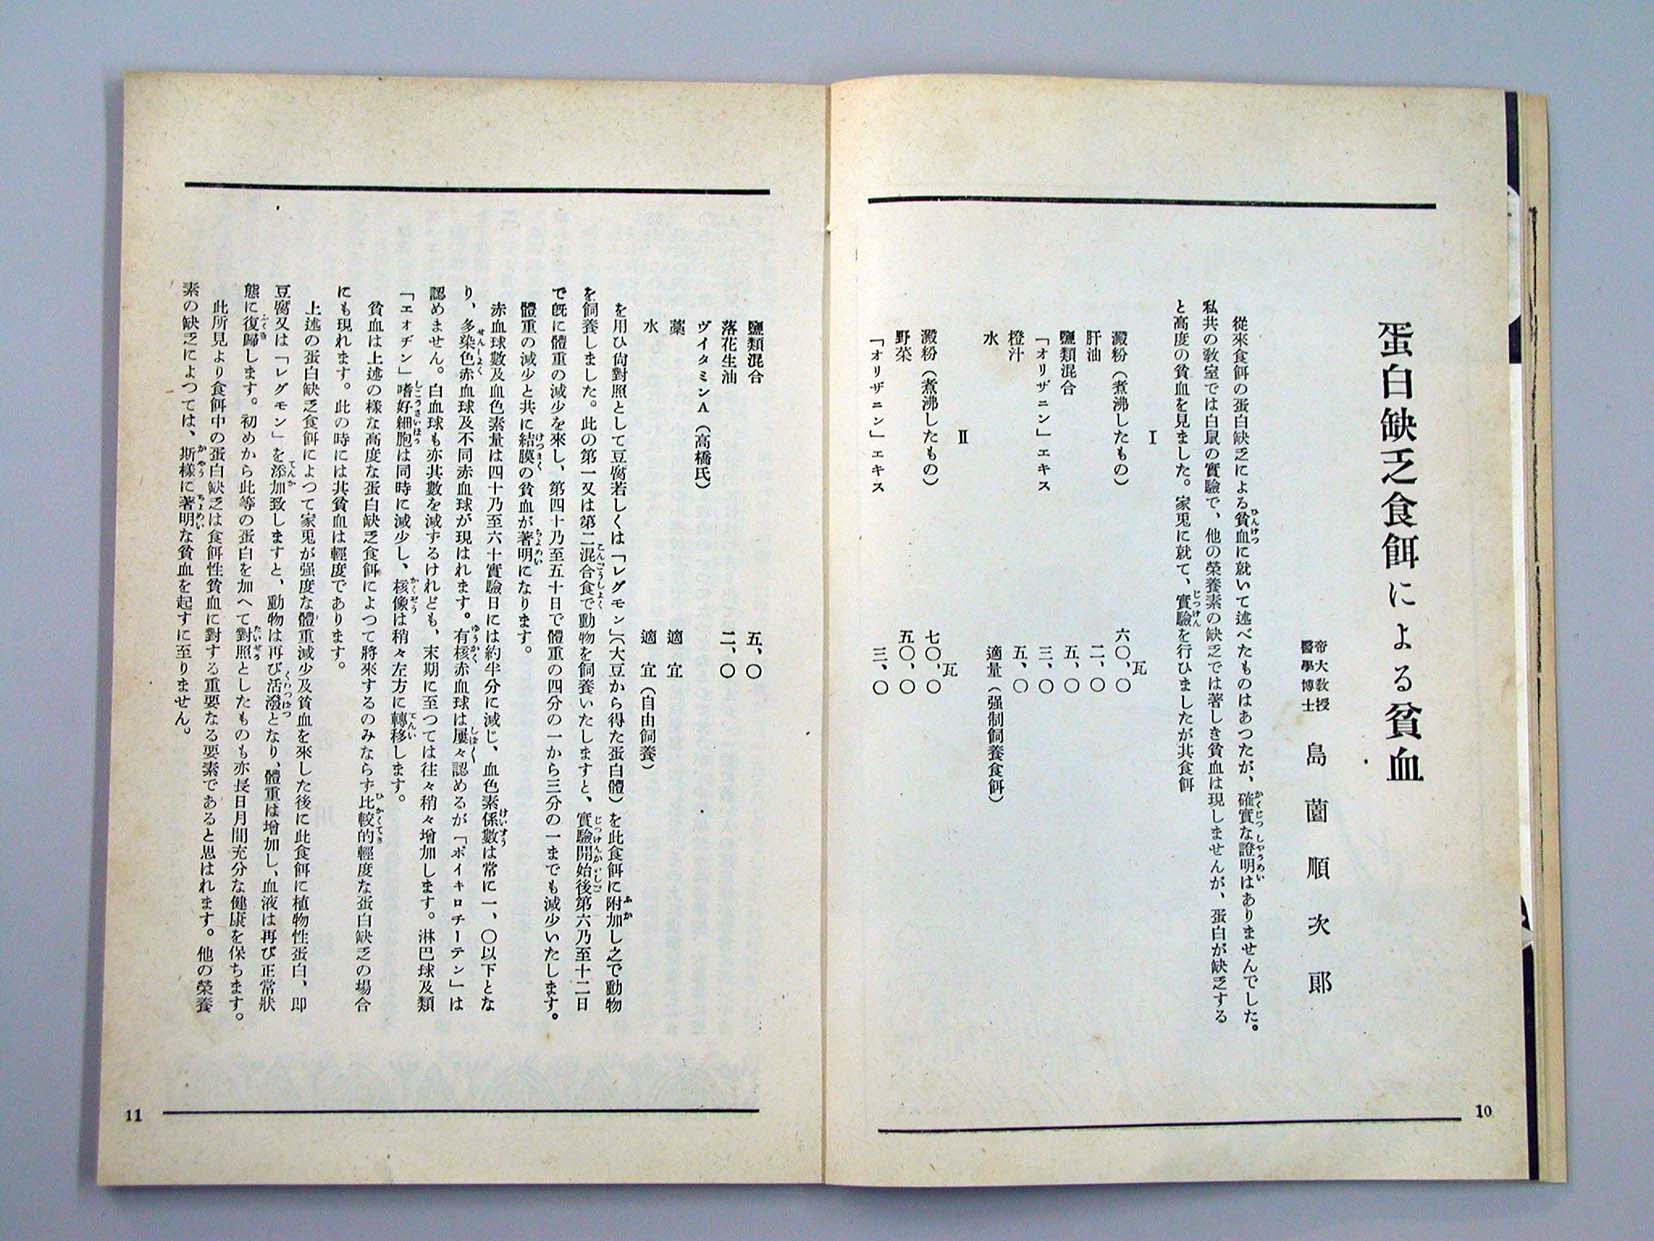 蛋白缺乏食餌による貧血
帝大教授
醫學博士
島薗順次郎
從來食餌の蛋白缺乏による貧血に就いて述べたものはあつたが、確實な證明はありませんでした。
私共の教室では白鼠の實驗で、他の榮養素の缺乏では著しき貧血は現しませんが、蛋白が缺乏する
と高度の貧血を見ました。家兎に就て、實驗を行ひましたが共食餌
Ⅰ
瓦
澱粉（煮沸したもの） 六〇、〇
肝油 二、〇
鹽類混合 五、〇
「オリザニン」エキス 三、〇
橙汁 五、〇
水 適量（强制飼養食餌）
Ⅱ
瓦
澱粉（煮沸したもの） 七〇、〇
野菜 五〇、〇
「オリザニン」エキス 三、〇
10
鹽類混合 五、〇
落花生油 二、〇
ヴイタミンA（高橋氏）
藁 適宜
水 適宜（自由飼養）
を用ひ尙對照として豆腐若しくは「レグモン」（大豆から得た蛋白體）を此食餌に附加し之で動物
を飼養しました。此の第一又は第二混合食で動物を飼養いたしますと、實驗開始後第六乃至十二日
で旣に體重の減少を來し、第四十乃至五十日で體重の四分の一から三分の一までも減少いたします。
體重の減少と共に結膜の貧血が著明になります。
赤血球數及血色素量は四十乃至六十實驗日には約半分に減じ、血色素係數は常に一、〇以下とな
り、多染色赤血球及不同赤血球が現はれます。有核赤血球は屢々認めるが「ポイキロチーテン」は
認めません。白血球も亦其數を減ずるけれども、末期に至つては往々稍々增加します。淋巴球及類
「エオヂン」嗜好細胞は同時に減少し、核像は稍々左方に轉移します。
貧血は上述の樣な高度な蛋白缺乏食餌によつて將來するのみならず比較的輕度な蛋白缺乏の場合
にも現れます。此の時には共貧血は輕度であります。
上述の蛋白缺乏食餌によつて家兎が强度な體重減少及貧血を來した後に此食餌に植物性蛋白、卽
豆腐又は「レグモン」を添加致しますと、動物は再び活潑となり、體重は增加し、血液は再び正常狀
態に復歸します。初めから此等の蛋白を加へて對照としたものも亦長日月間充分な健康を保ちます。
此所見より食餌中の蛋白缺乏は食餌性貧血に對する重要なる要素であると思はれます。他の榮養
素の缺乏によつては、斯樣に著明な貧血を起すに至りません。
11